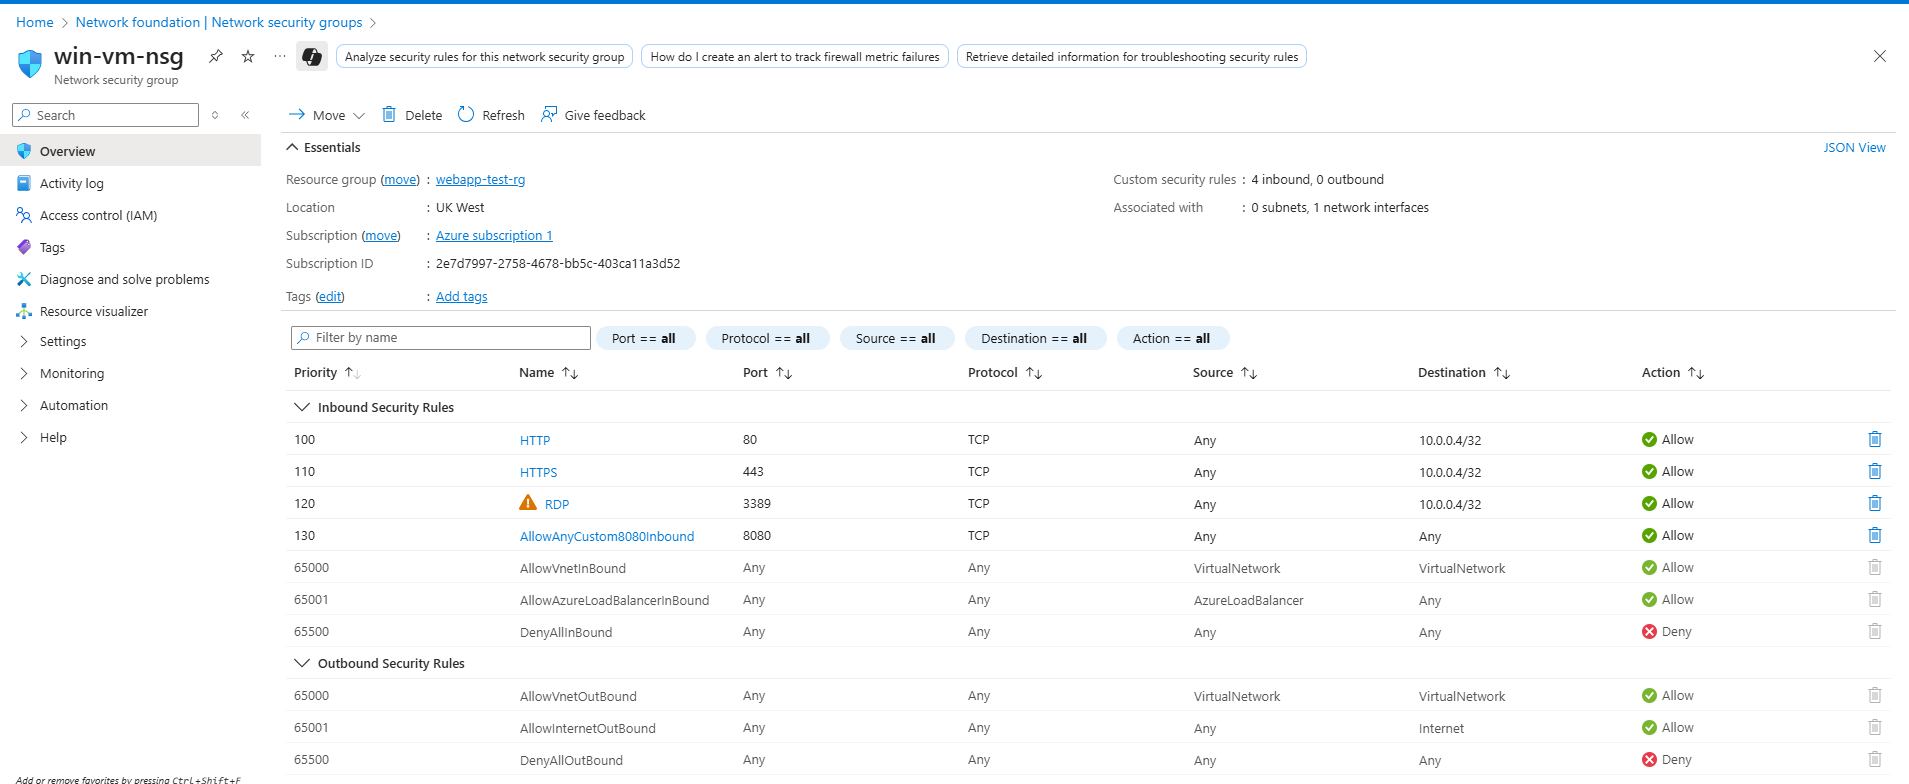 Home > Network foundation | Network security groups >
win-vm-nsg
Network security group
Analyze security rules for this network security group
How do I create an alert to track firewall metric failures
Retrieve detailed information for troubleshooting security rules
Search
Overview
Activity log
Access control (IAM)
Tags
Diagnose and solve problems
Resource visualizer
Settings
Monitoring
Automation
Help
Add or remove favorites by pressing Ctrl+Shift+F
Move Delete Refresh Give feedback
Essentials JSON View
Resource group (move) : webapp-test-rg
Location : UK West
Subscription (move) : Azure subscription 1
Subscription ID : 2e7d7997-2758-4678-bb5c-403ca11a3d52
Tags (edit) : Add tags
Custom security rules : 4 inbound, 0 outbound
Associated with : 0 subnets, 1 network interfaces
Filter by name Port == all Protocol == all Source == all Destination == all Action == all
Priority Name Port Protocol Source Destination Action
Inbound Security Rules
100 HTTP 80 TCP Any 10.0.0.4/32 Allow
110 HTTPS 443 TCP Any 10.0.0.4/32 Allow
120 RDP 3389 TCP Any 10.0.0.4/32 Allow
130 AllowAnyCustom8080Inbound 8080 TCP Any Any Allow
65000 AllowVnetInBound Any Any VirtualNetwork VirtualNetwork Allow
65001 AllowAzureLoadBalancerInBound Any Any AzureLoadBalancer Any Allow
65500 DenyAllInBound Any Any Any Any Deny
Outbound Security Rules
65000 AllowVnetOutBound Any Any VirtualNetwork VirtualNetwork Allow
65001 AllowInternetOutBound Any Any Any Internet Allow
65500 DenyAllOutBound Any Any Any Any Deny